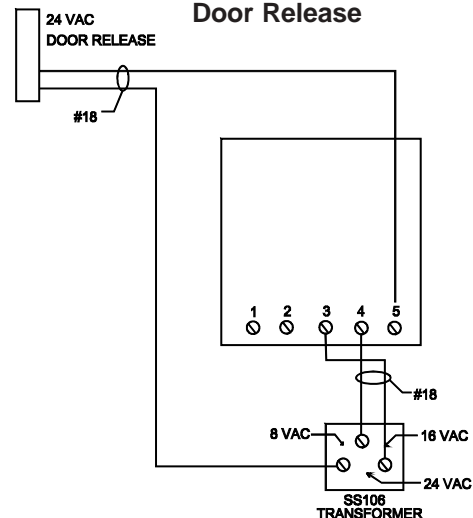 Door Release
24 VAC
DOOR RELEASE
#18
1 2 3 4 5
#18
8 VAC
16 VAC
24 VAC
SS106
TRANSFORMER